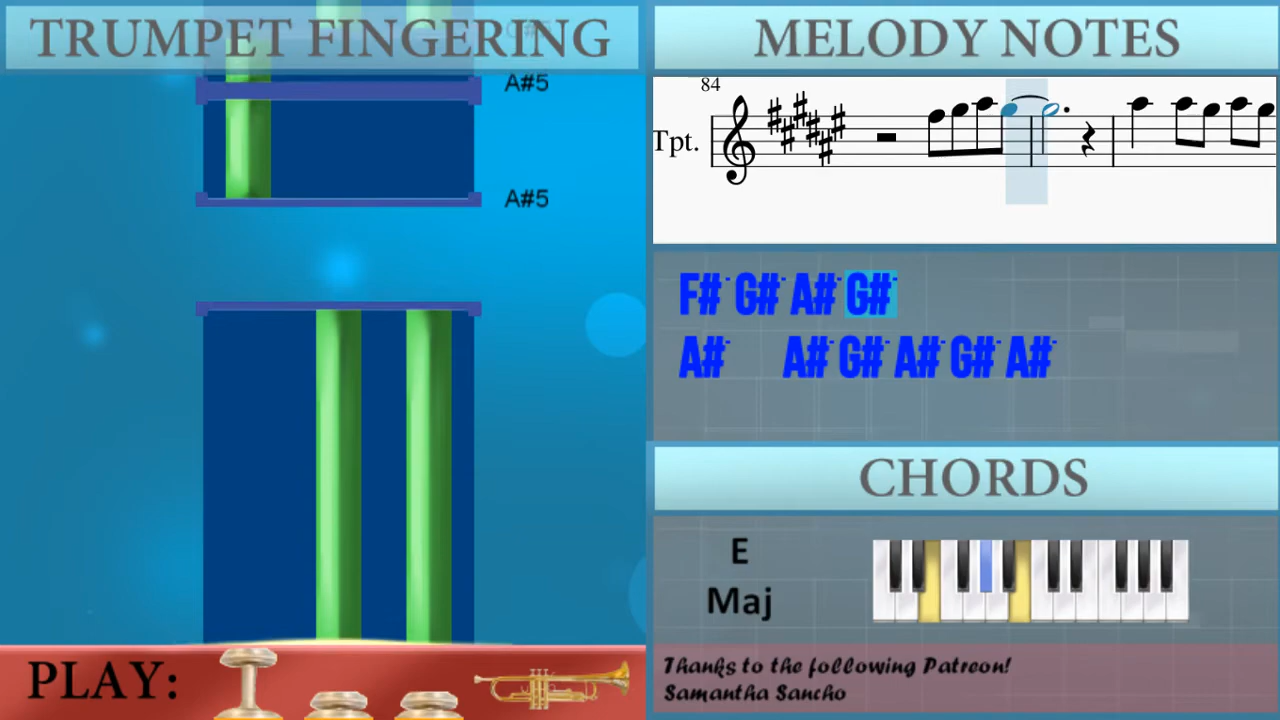 TRUMPET FINGERING
A#5
A#5
PLAY:
MELODY NOTES
84
Tpt.
F#- G#- A#- G#-
A#- A#- G#- A#- G#- A#-
CHORDS
E
Maj
Thanks to the following Patreon!
Samantha Sancho